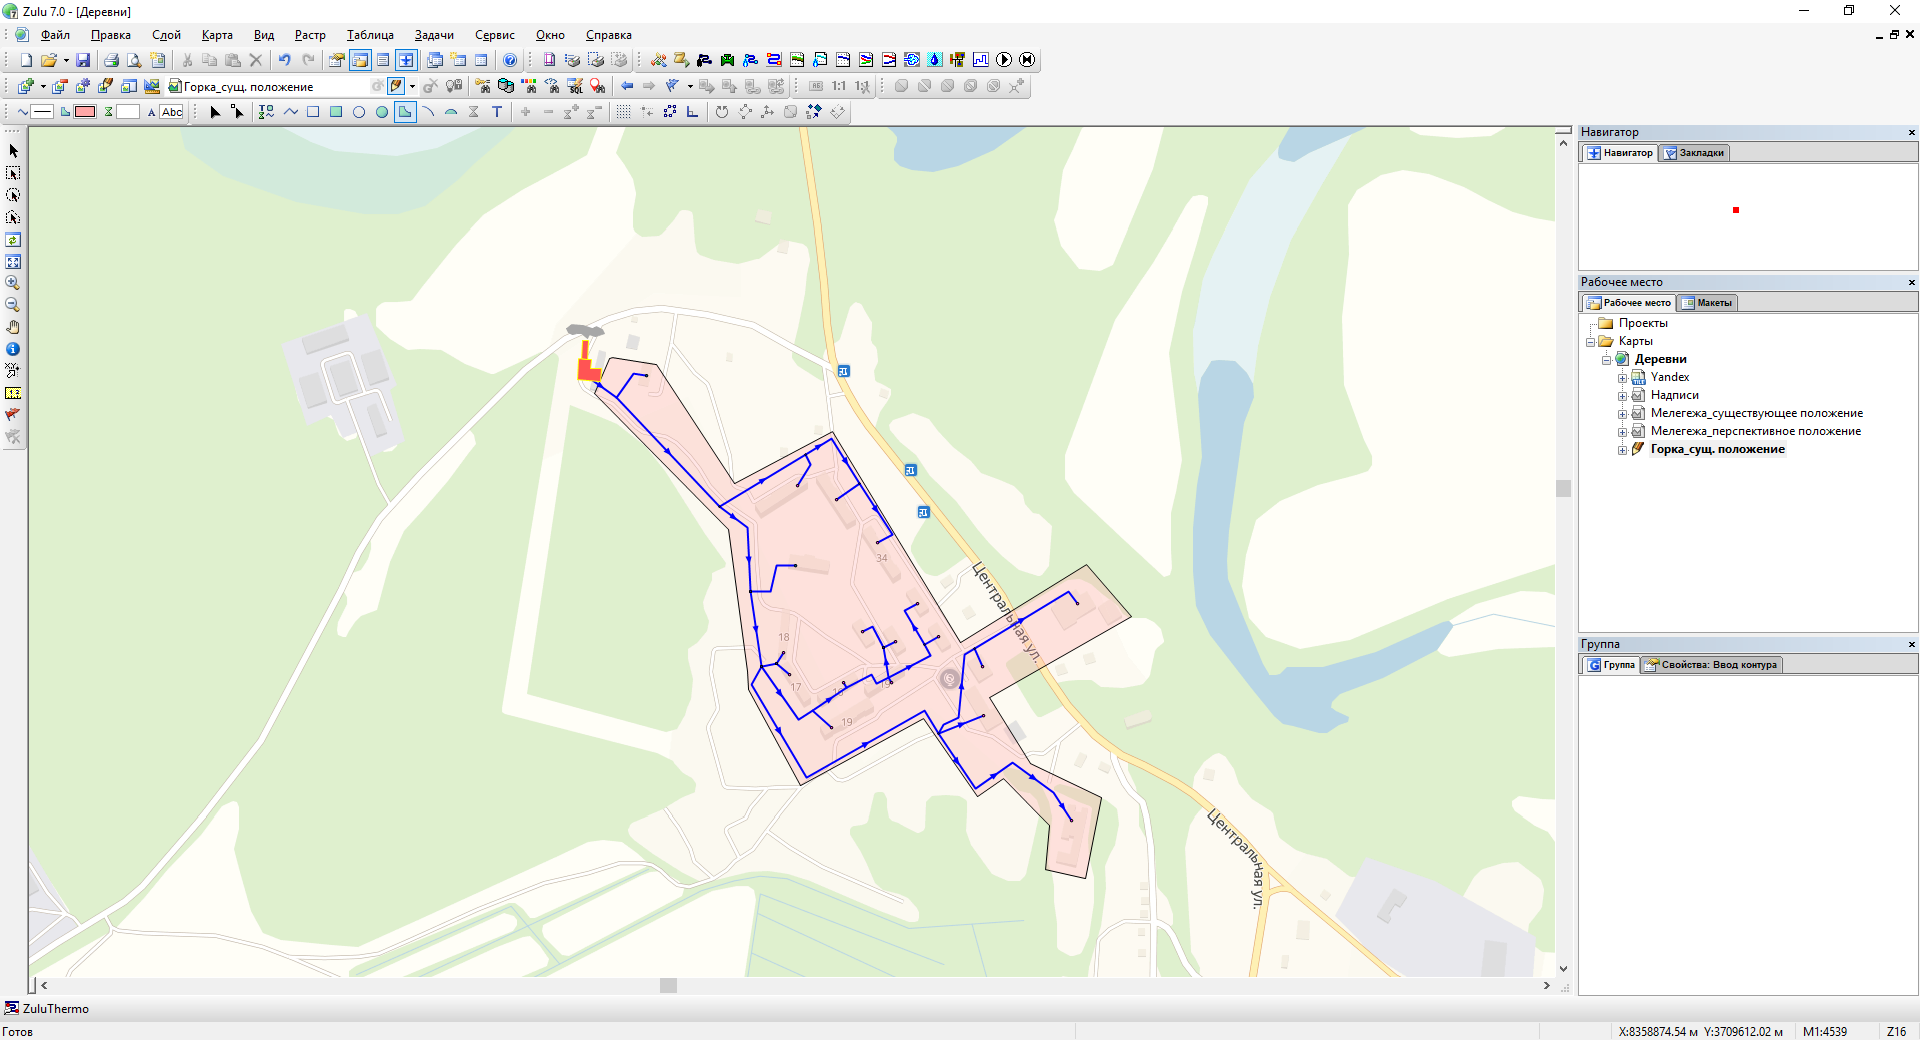 Zulu 7.0 - [Деревни]
Файл Правка Слой Карта Вид Растр Таблица Задачи Сервис Окно Справка
Горка_сущ. положение
SQL
1:1
Abc
A
T
Навигатор
Навигатор Закладки
Рабочее место
Рабочее место Макеты
Проекты
Карты
Деревни
Yandex
Надписи
Мелегежа_существующее положение
Мелегежа_перспективное положение
Горка_сущ. положение
Группа
Группа Свойства: Ввод контура
34
Центральная ул.
18
17
19
19
Центральная ул.
ZuluThermo
Готов
X:8358874.54 м Y:3709612.02 м M1:4539 Z16